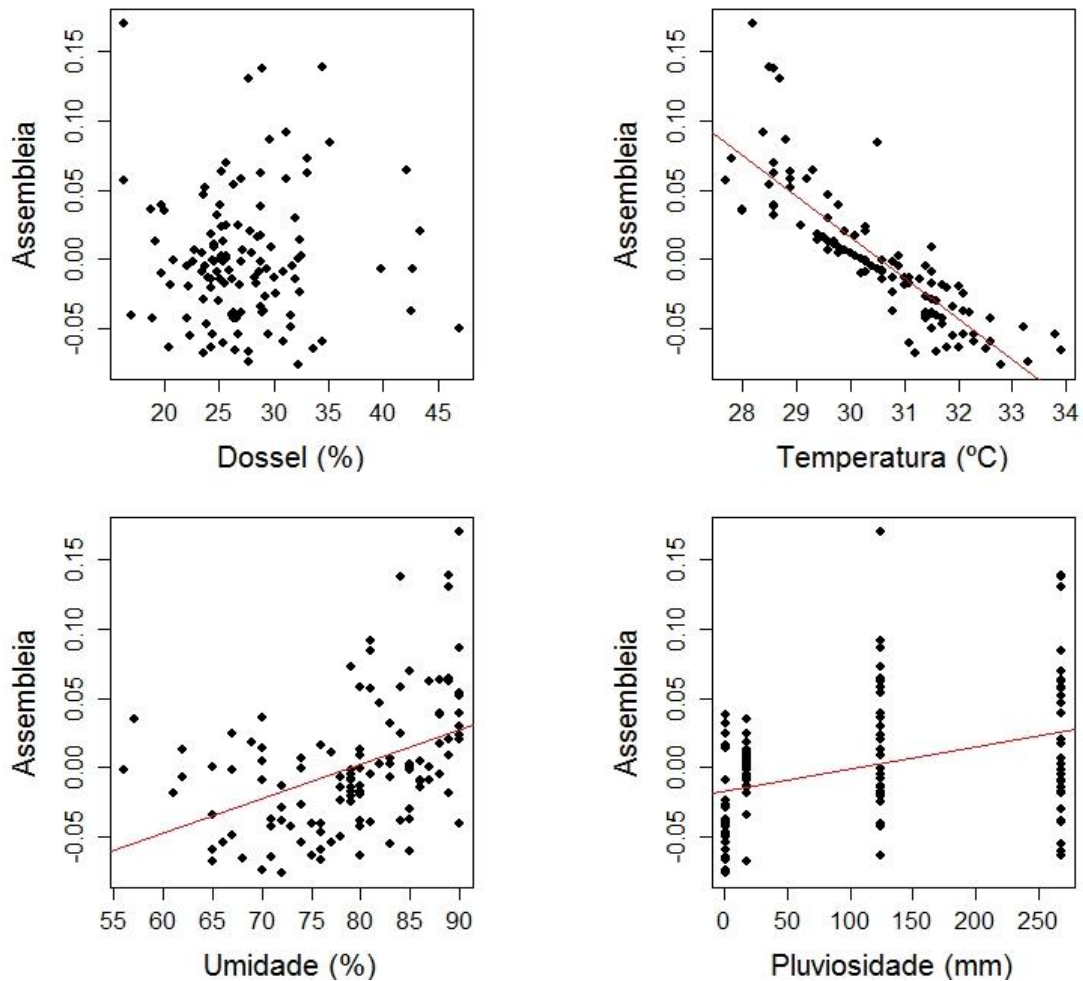 Assembleia
0.15
0.10
0.05
0.00
-0.05
20 25 30 35 40 45
Dossel (%)
Assembleia
0.15
0.10
0.05
0.00
-0.05
28 29 30 31 32 33 34
Temperatura (ºC)
Assembleia
0.15
0.10
0.05
0.00
-0.05
55 60 65 70 75 80 85 90
Umidade (%)
Assembleia
0.15
0.10
0.05
0.00
-0.05
0 50 100 150 200 250
Pluviosidade (mm)